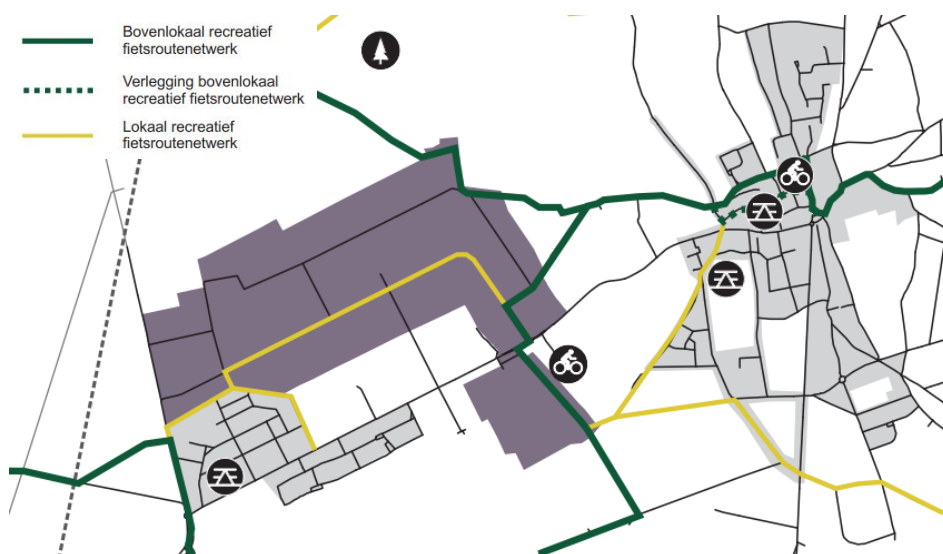 Bovenlokaal recreatief
fietsroutenetwerk
Verlegging bovenlokaal
recreatief fietsroutenetwerk
Lokaal recreatief
fietsroutenetwerk